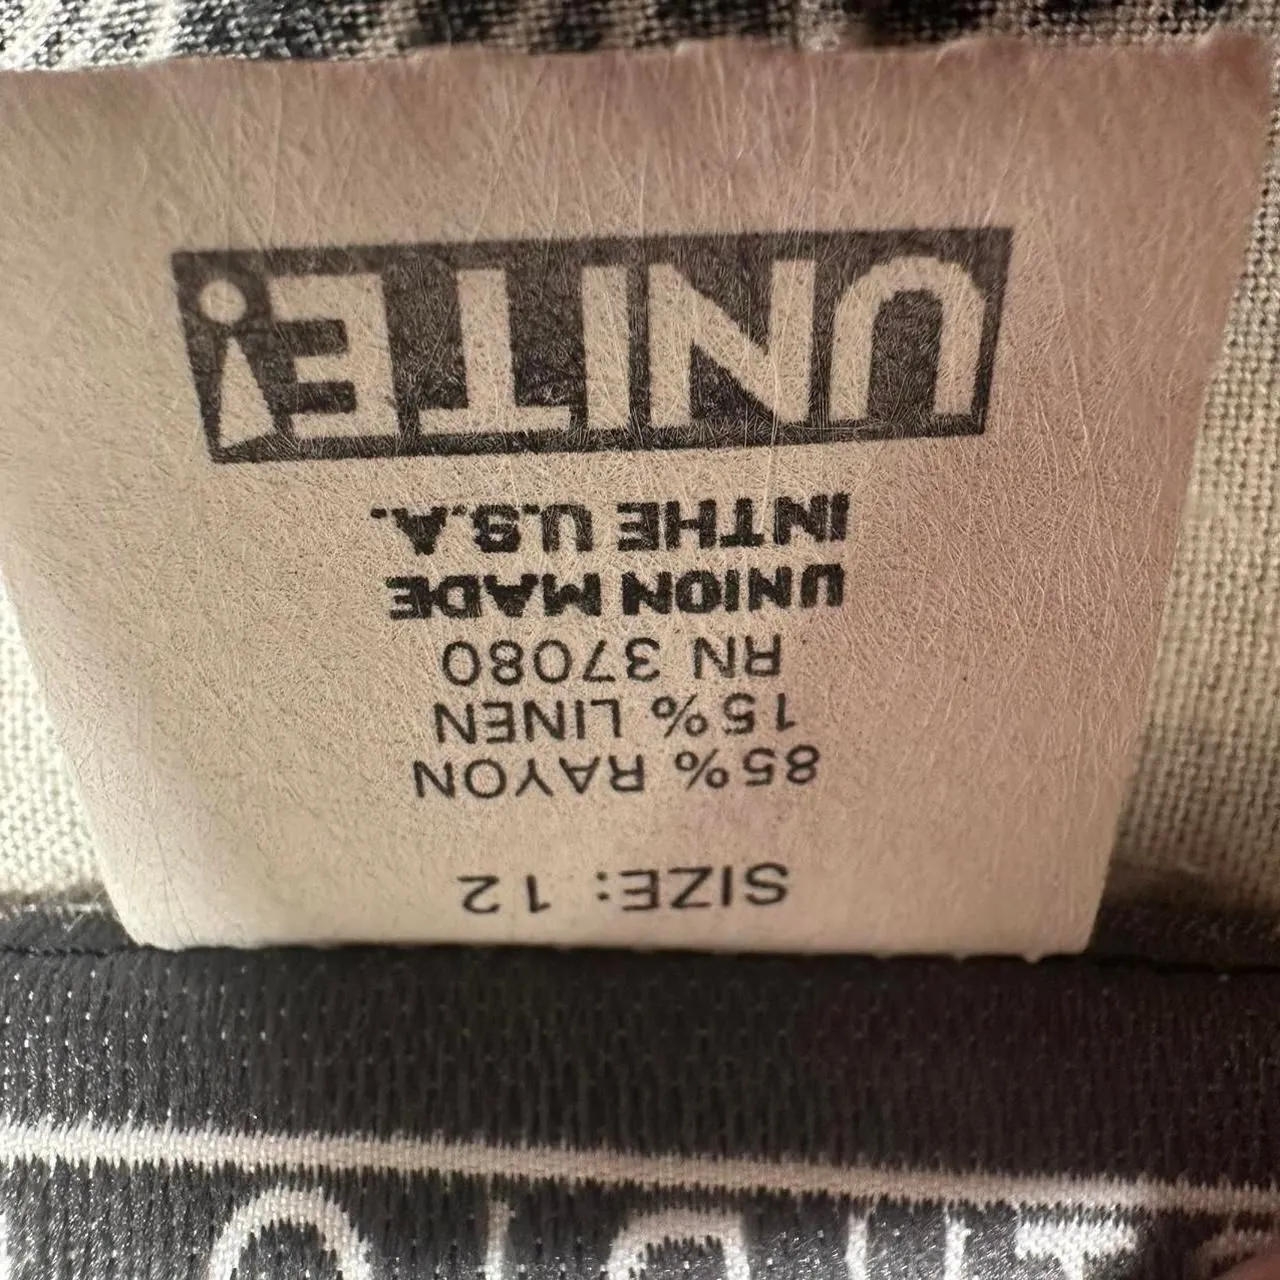 SIZE: 12
85% RAYON
15% LINEN
RN 37080
UNION MADE
IN THE U.S.A.
UNITE!